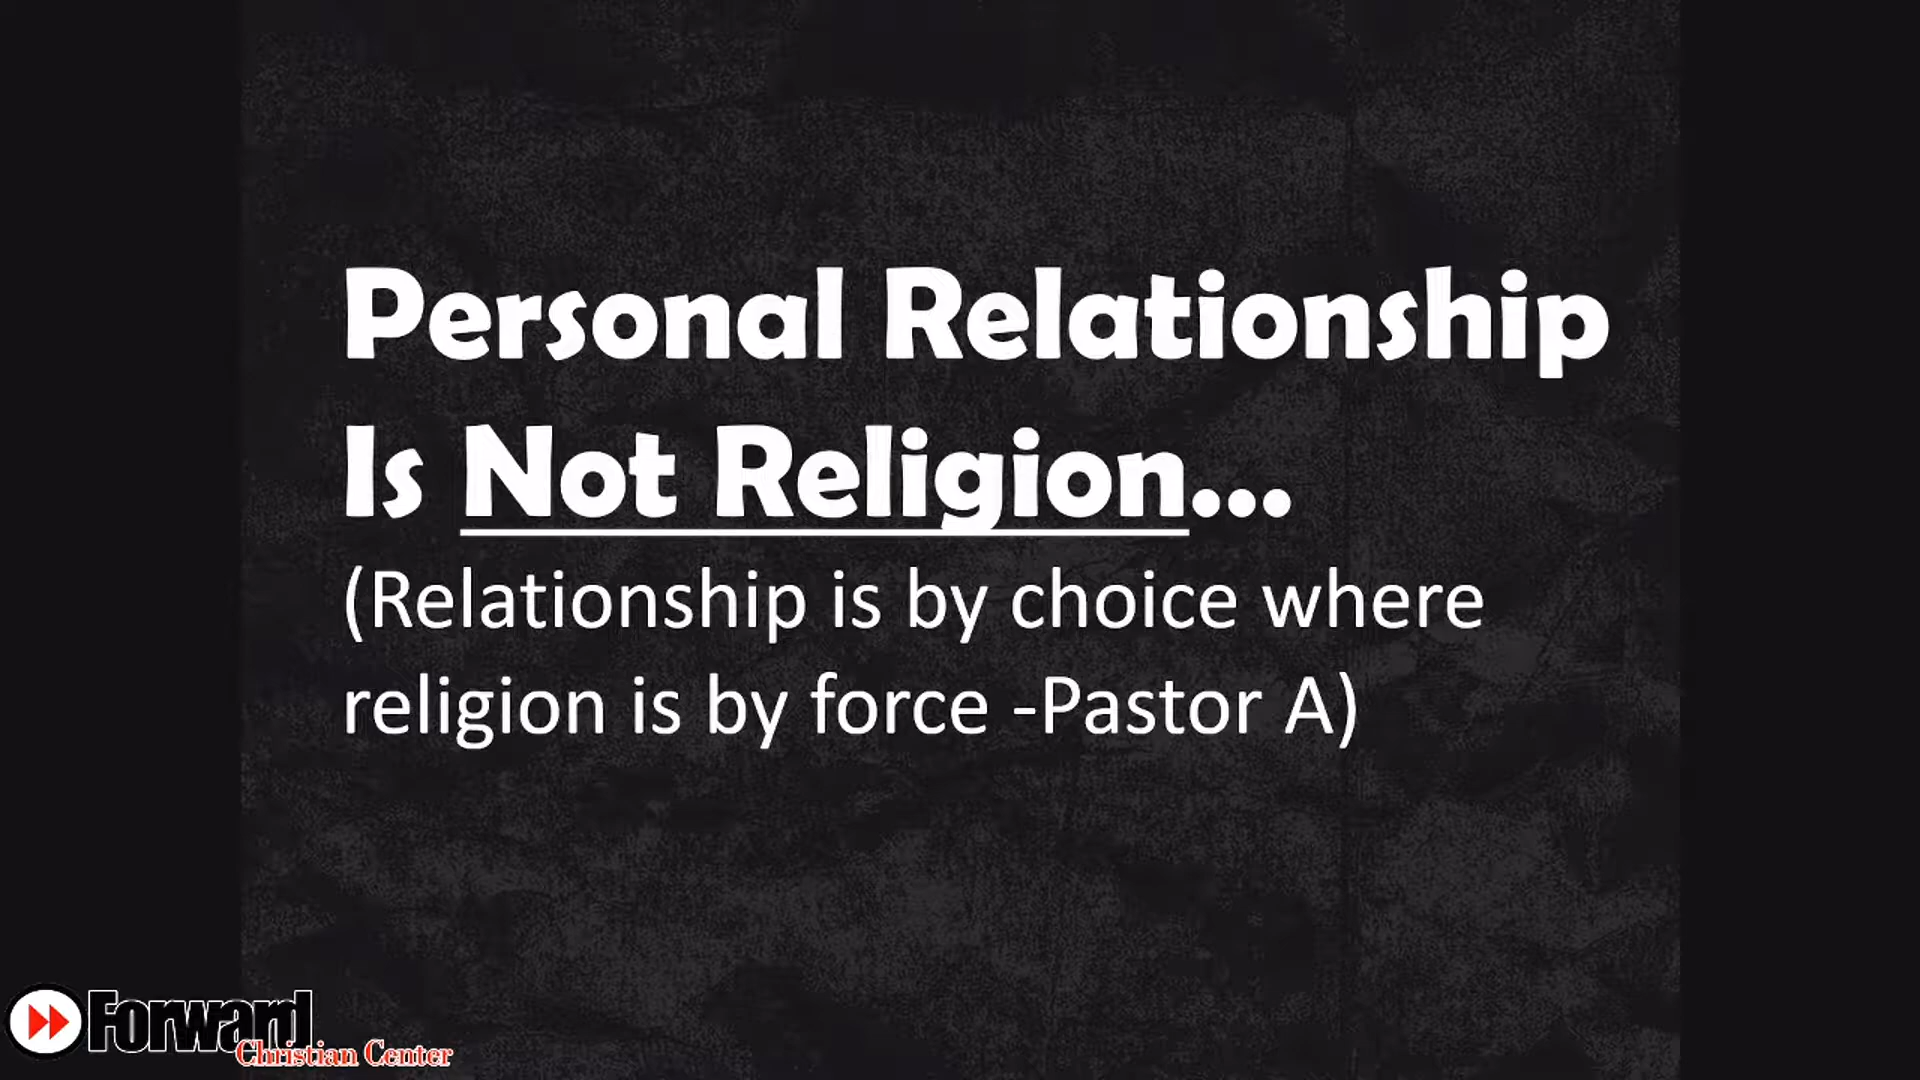 Personal Relationship
Is Not Religion...
(Relationship is by choice where
religion is by force -Pastor A)
Forward
Christian Center